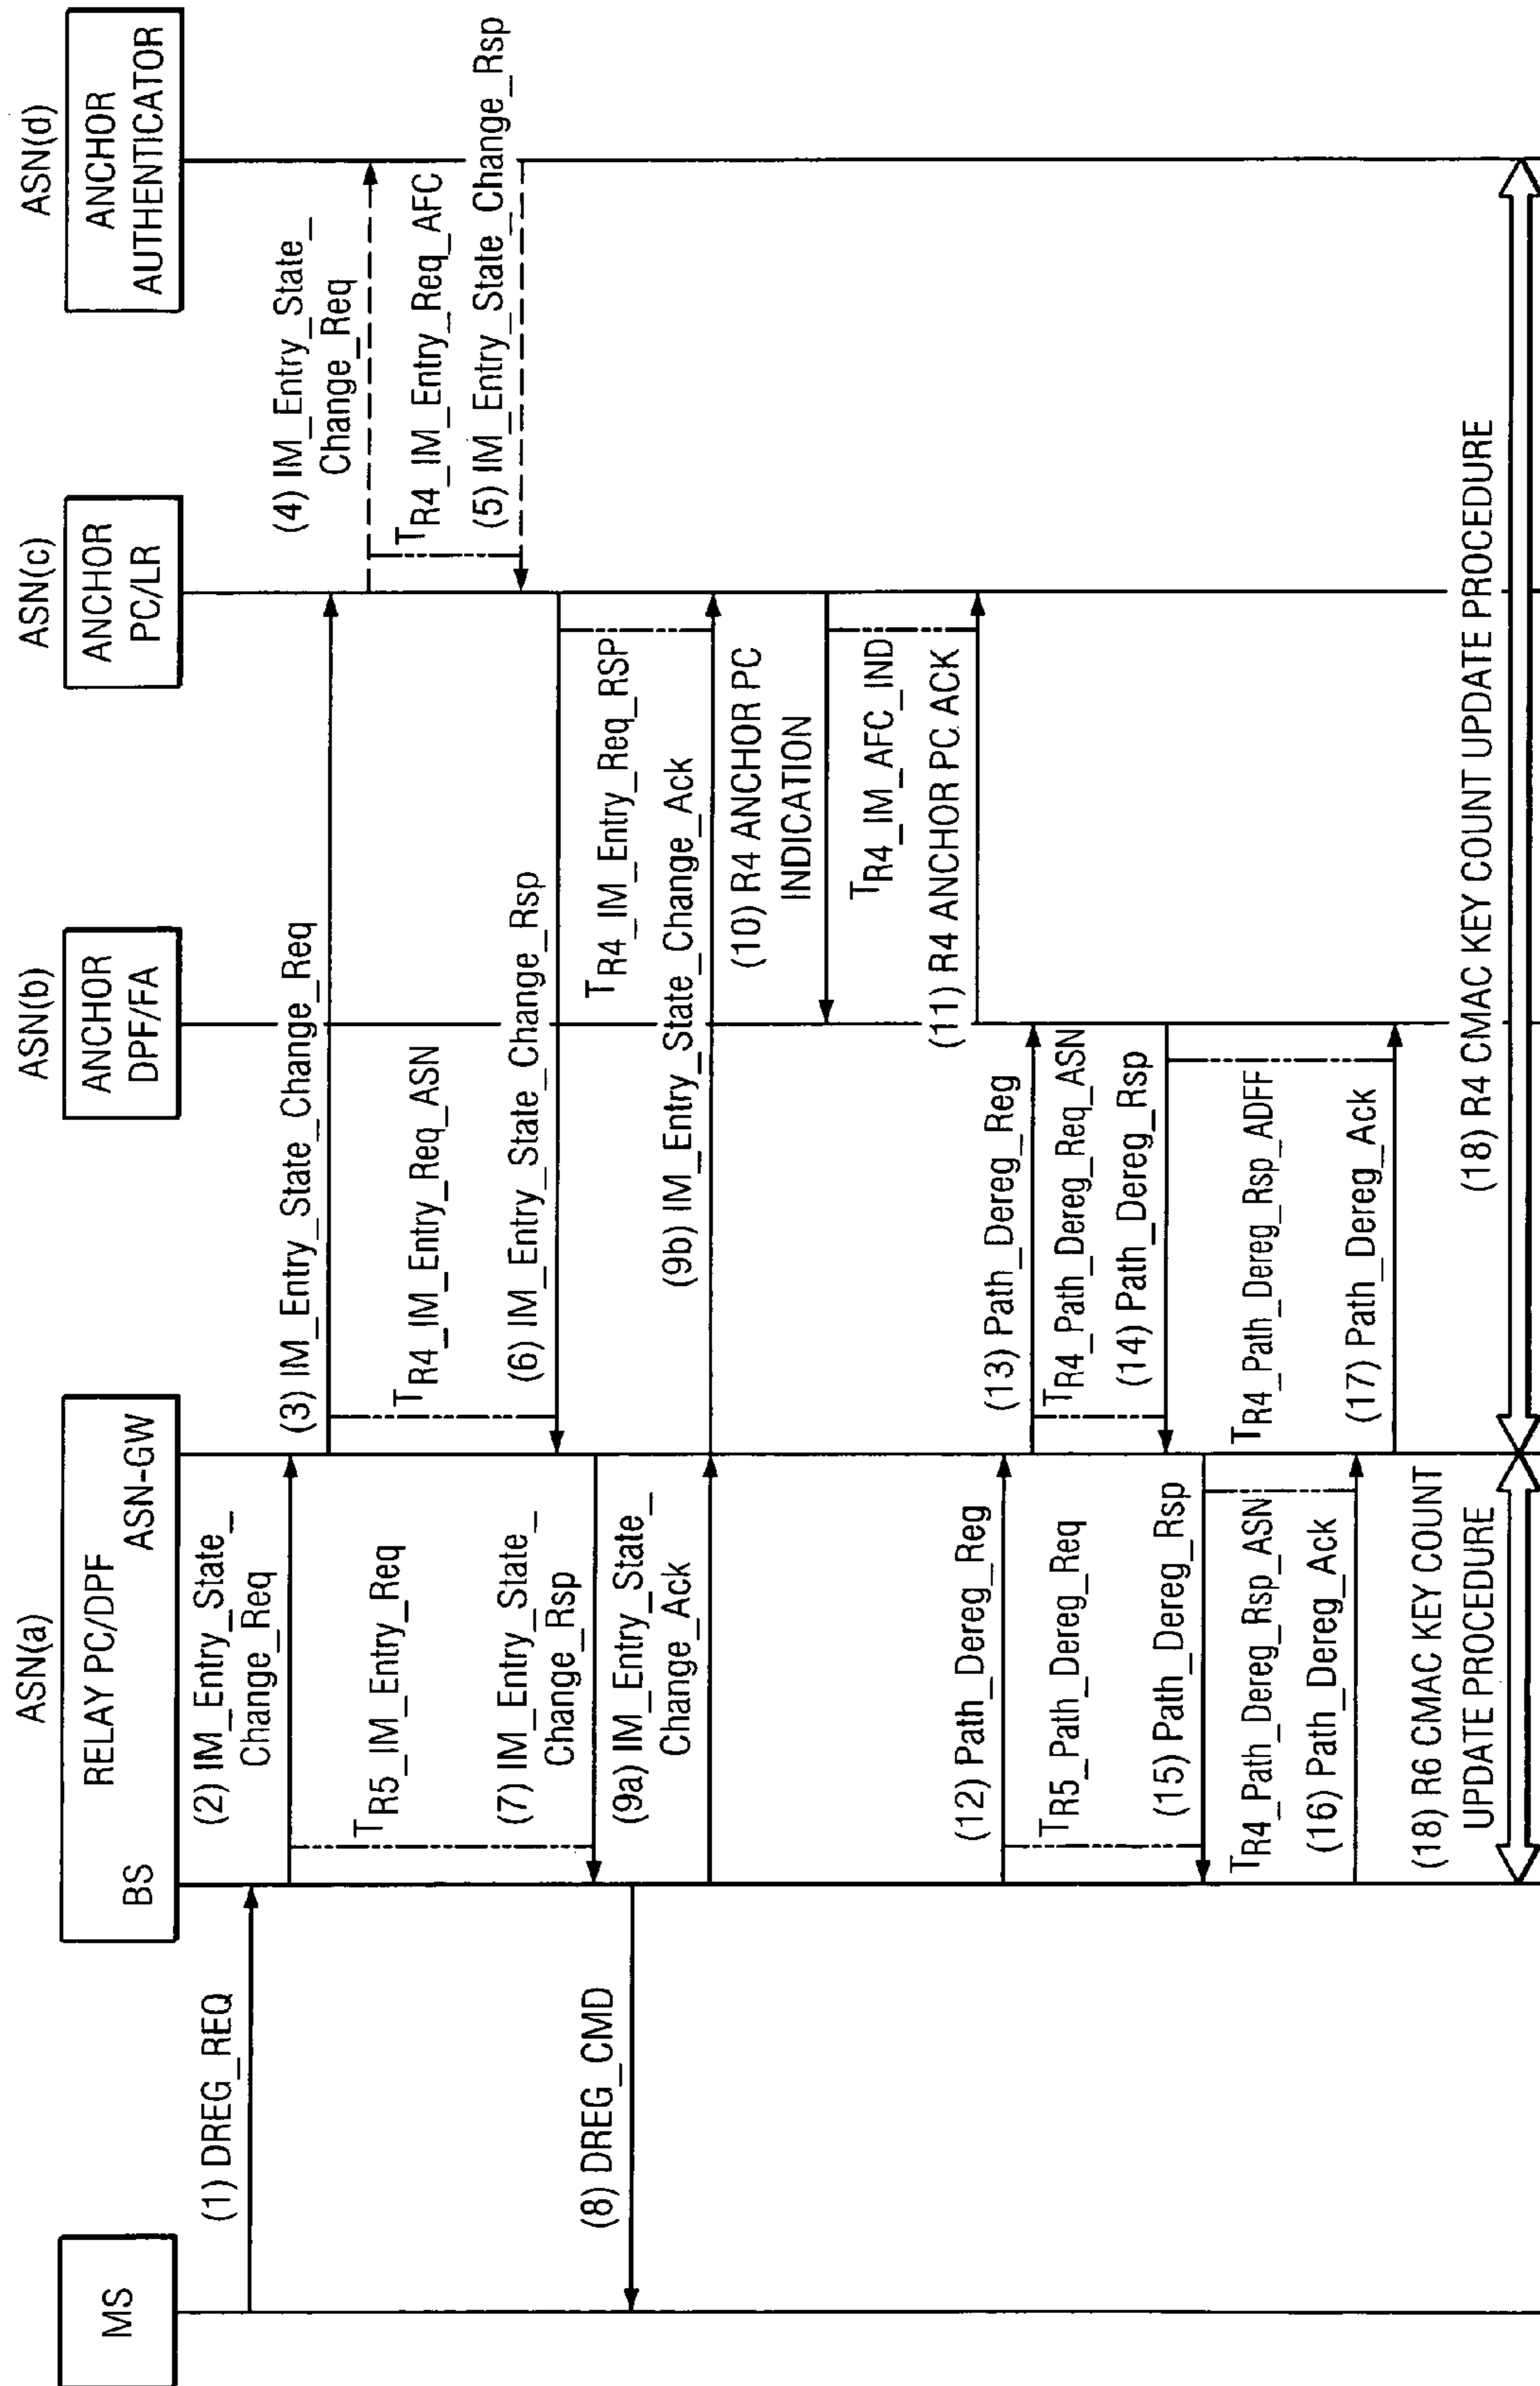 MS
ASN(a)
RELAY PC/DPF
BS
ASN-GW
ASN(b)
ANCHOR
DPF/FA
ASN(c)
ANCHOR
PC/LR
ASN(d)
ANCHOR
AUTHENTICATOR
(1) DREG_REQ
(2) IM_Entry_State_
Change_Req
(3) IM_Entry_State_Change_Req
(4) IM_Entry_State_
Change_Req
TR5_IM_Entry_Req
TR4_IM_Entry_Req_ASN
TR4_IM_Entry_Req_AFC
(5) IM_Entry_State_Change_Rsp
(6) IM_Entry_State_Change_Rsp
(7) IM_Entry_State_
Change_Rsp
(8) DREG_CMD
TR4_IM_Entry_Req_RSP
(9a) IM_Entry_State_
Change_Ack
(9b) IM_Entry_State_Change_Ack
(10) R4 ANCHOR PC
INDICATION
TR4_IM_AFC_IND
(11) R4 ANCHOR PC ACK
(12) Path_Dereg_Reg
(13) Path_Dereg_Reg
TR5_Path_Dereg_Req
TR4_Path_Dereg_Req_ASN
(14) Path_Dereg_Rsp
(15) Path_Dereg_Rsp
TR4_Path_Dereg_Rsp_ASN
TR4_Path_Dereg_Rsp_ADFF
(16) Path_Dereg_Ack
(17) Path_Dereg_Ack
(18) R6 CMAC KEY COUNT
UPDATE PROCEDURE
(18) R4 CMAC KEY COUNT UPDATE PROCEDURE